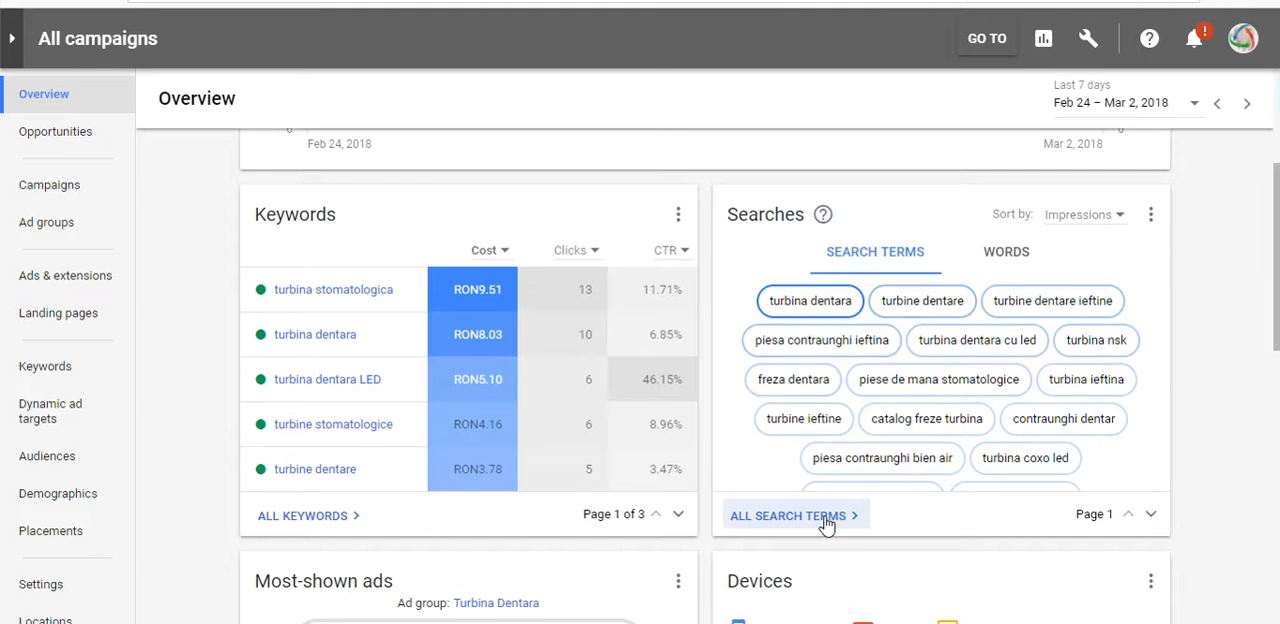 All campaigns
GO TO
!
Overview
Opportunities
Campaigns
Ad groups
Ads & extensions
Landing pages
Keywords
Dynamic ad
targets
Audiences
Demographics
Placements
Settings
Locations
Overview
Last 7 days
Feb 24 – Mar 2, 2018
0
0
Feb 24, 2018
Mar 2, 2018
Keywords
Cost Clicks CTR
turbina stomatologica RON9.51 13 11.71%
turbina dentara RON8.03 10 6.85%
turbina dentara LED RON5.10 6 46.15%
turbine stomatologice RON4.16 6 8.96%
turbine dentare RON3.78 5 3.47%
ALL KEYWORDS
Page 1 of 3
Searches ?
Sort by: Impressions
SEARCH TERMS WORDS
turbina dentara turbine dentare turbine dentare ieftine
piesa contraunghi ieftina turbina dentara cu led turbina nsk
freza dentara piese de mana stomatologice turbina ieftina
turbine ieftine catalog freze turbina contraunghi dentar
piesa contraunghi bien air turbina coxo led
ALL SEARCH TERMS
Page 1
Most-shown ads
Ad group: Turbina Dentara
Devices